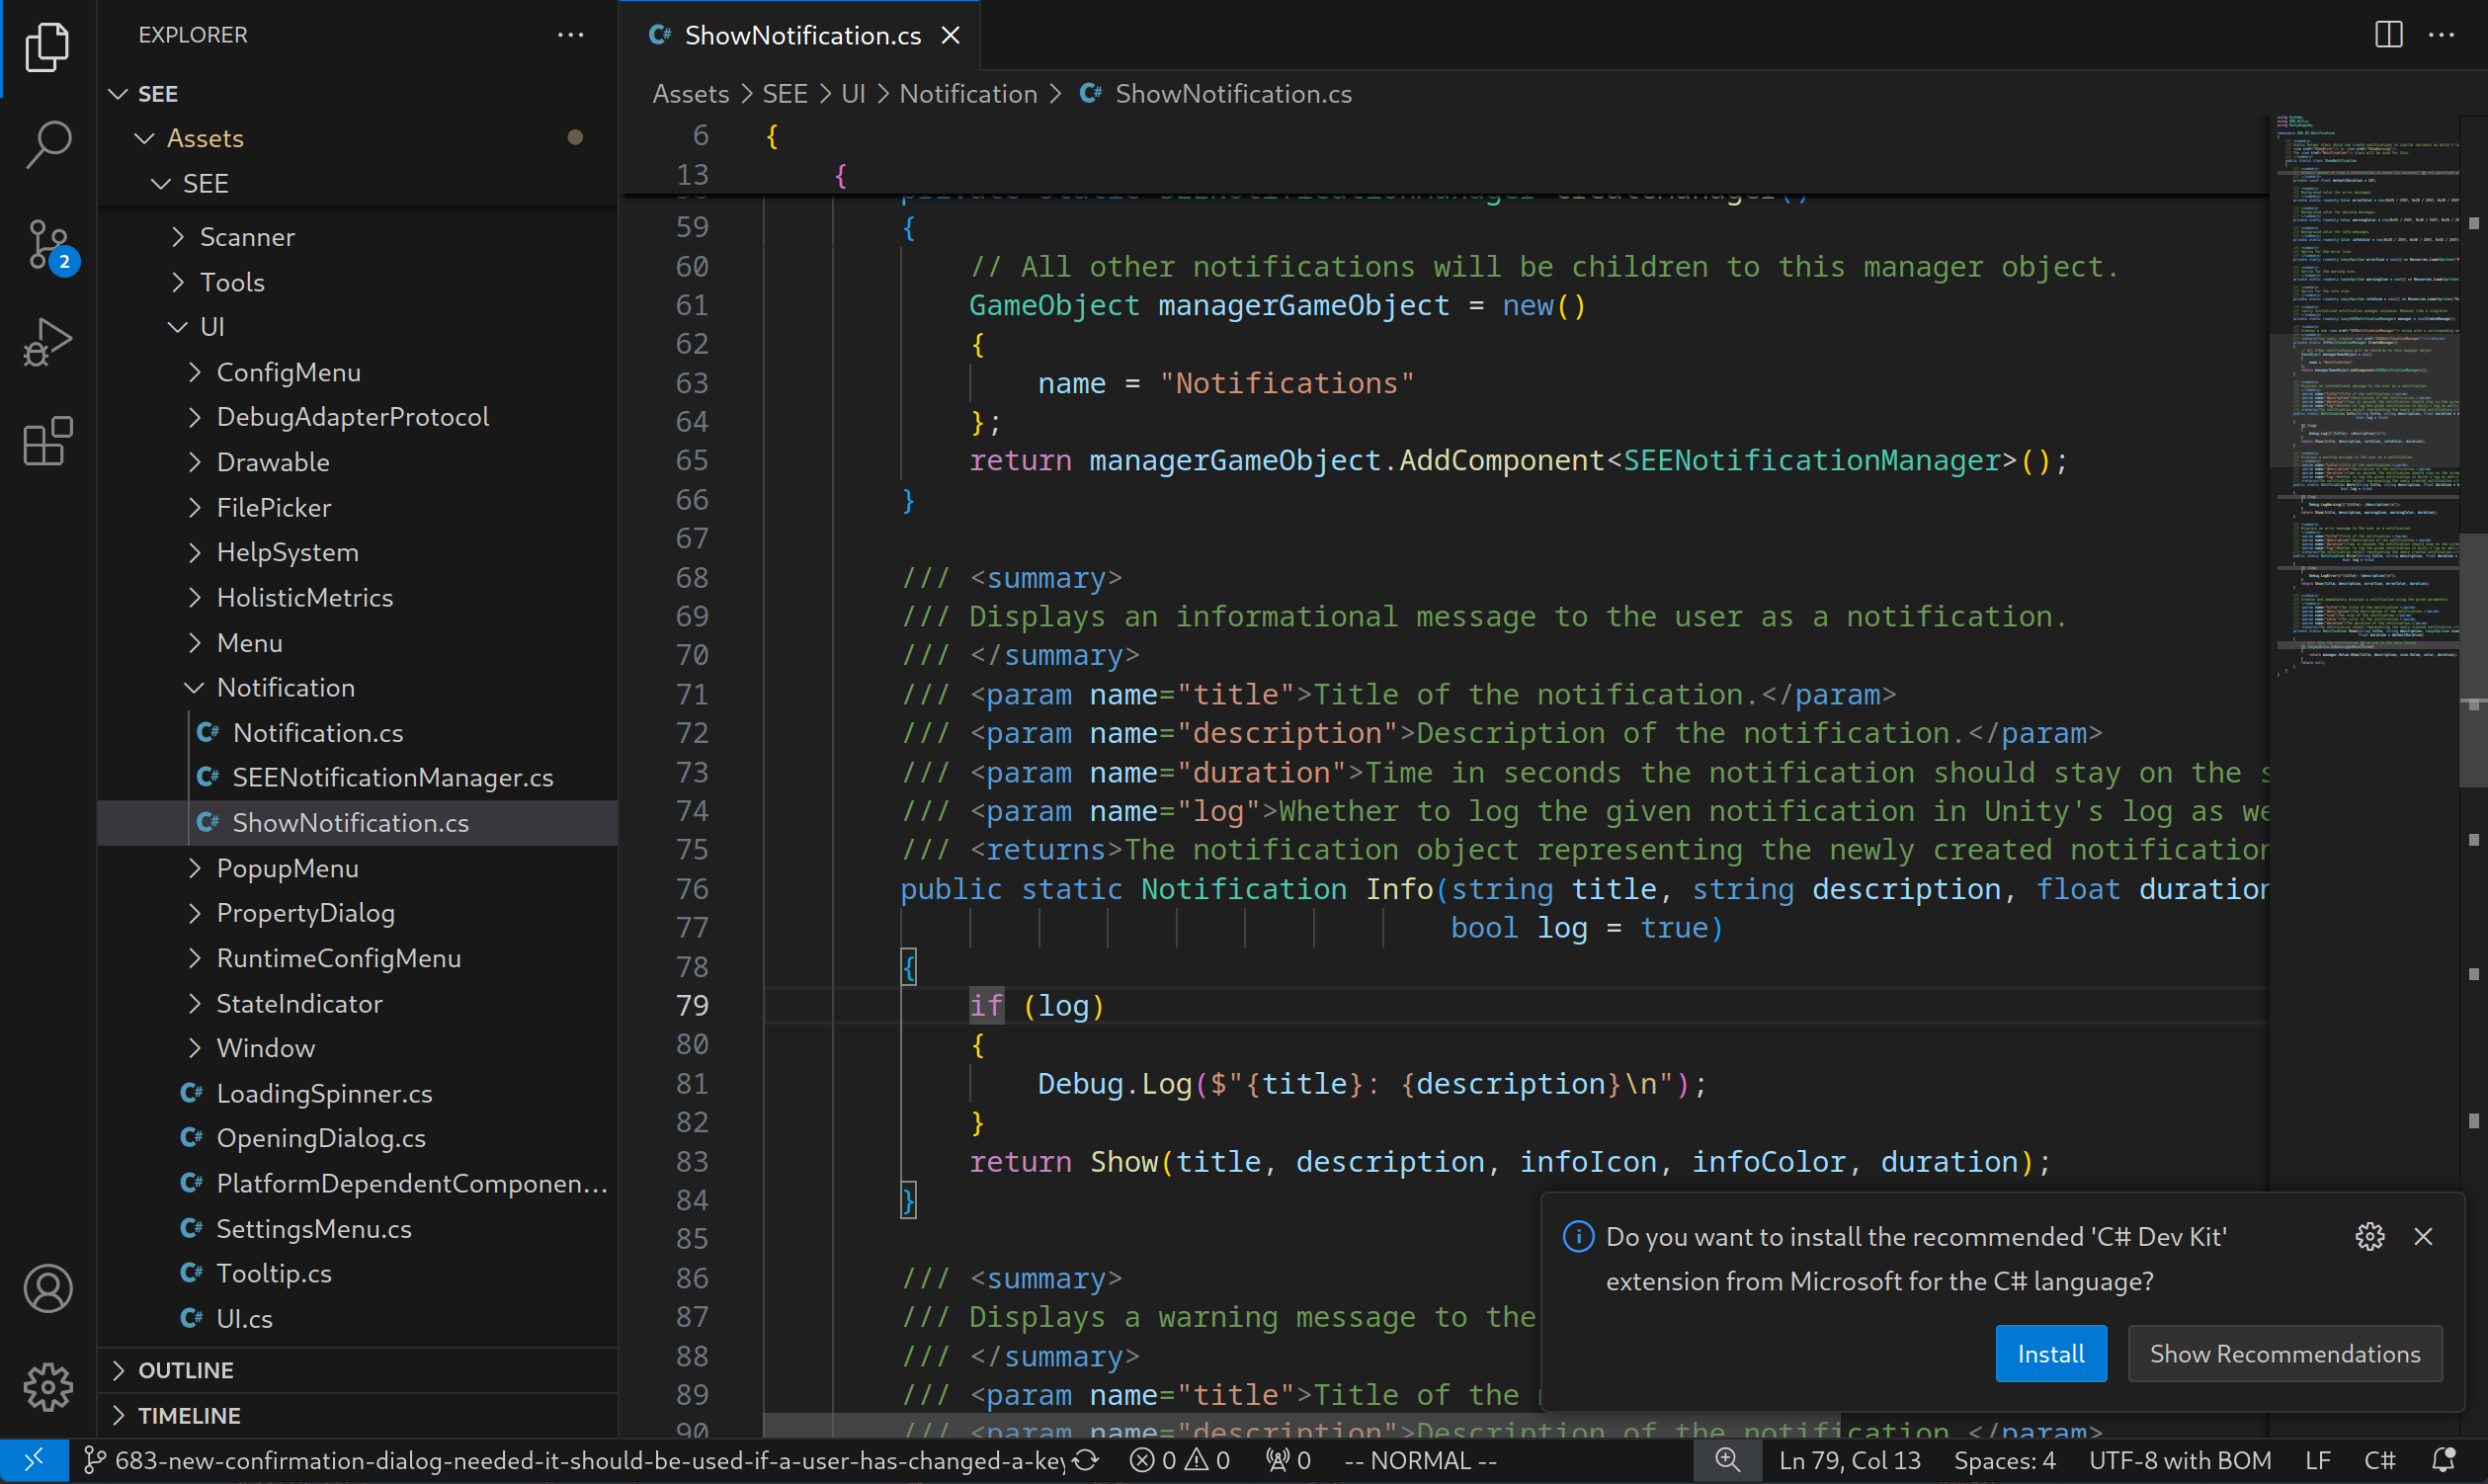 EXPLORER
SEE
Assets
SEE
Scanner
Tools
UI
ConfigMenu
DebugAdapterProtocol
Drawable
FilePicker
HelpSystem
HolisticMetrics
Menu
Notification
Notification.cs
SEENotificationManager.cs
ShowNotification.cs
PopupMenu
PropertyDialog
RuntimeConfigMenu
StateIndicator
Window
LoadingSpinner.cs
OpeningDialog.cs
PlatformDependentComponen...
SettingsMenu.cs
Tooltip.cs
UI.cs
OUTLINE
TIMELINE
2
ShowNotification.cs
Assets > SEE > UI > Notification > ShowNotification.cs
6 {
13 {
private static SEENotificationManager CreateManager()
59 {
60 // All other notifications will be children to this manager object.
61 GameObject managerGameObject = new()
62 {
63 name = "Notifications"
64 };
65 return managerGameObject.AddComponent<SEENotificationManager>();
66 }
67
68 /// <summary>
69 /// Displays an informational message to the user as a notification.
70 /// </summary>
71 /// <param name="title">Title of the notification.</param>
72 /// <param name="description">Description of the notification.</param>
73 /// <param name="duration">Time in seconds the notification should stay on the s
74 /// <param name="log">Whether to log the given notification in Unity's log as we
75 /// <returns>The notification object representing the newly created notification
76 public static Notification Info(string title, string description, float duration
77 bool log = true)
78 {
79 if (log)
80 {
81 Debug.Log($"{title}: {description}\n");
82 }
83 return Show(title, description, infoIcon, infoColor, duration);
84 }
85
86 /// <summary>
87 /// Displays a warning message to the
88 /// </summary>
89 /// <param name="title">Title of the
90 /// <param name="description">Description of the notification.</param>
Do you want to install the recommended 'C# Dev Kit'
extension from Microsoft for the C# language?
Install
Show Recommendations
683-new-confirmation-dialog-needed-it-should-be-used-if-a-user-has-changed-a-key 0 0 0 -- NORMAL -- Ln 79, Col 13 Spaces: 4 UTF-8 with BOM LF C#